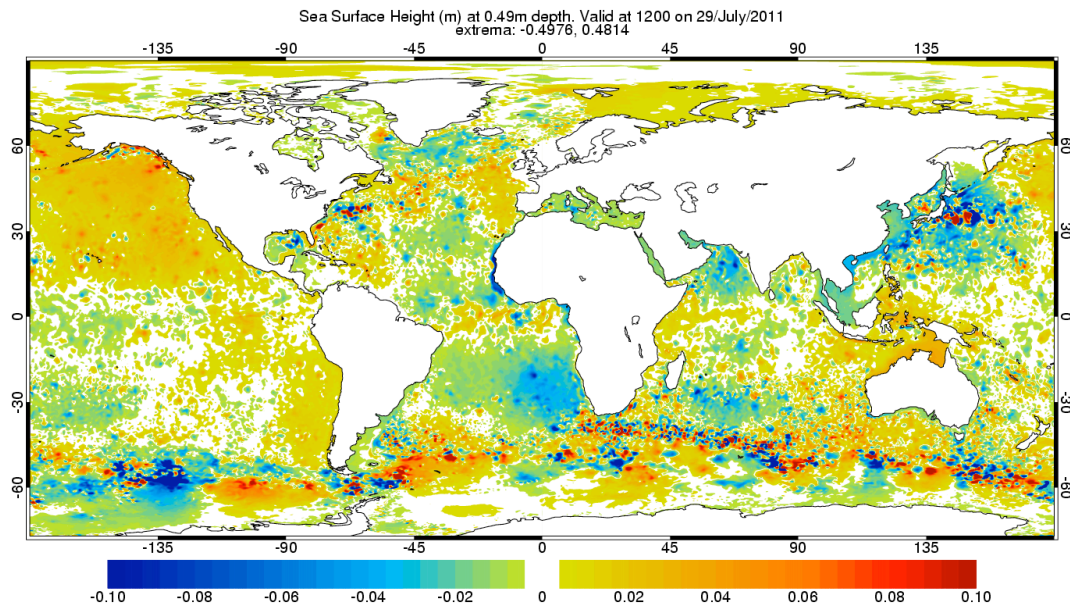 Sea Surface Height (m) at 0.49m depth. Valid at 1200 on 29/July/2011
extrema: -0.4976, 0.4814
-135 -90 -45 0 45 90 135
60 60
30 30
0 0
-30 -30
-60 -60
-135 -90 -45 0 45 90 135
-0.10 -0.08 -0.06 -0.04 -0.02 0 0.02 0.04 0.06 0.08 0.10